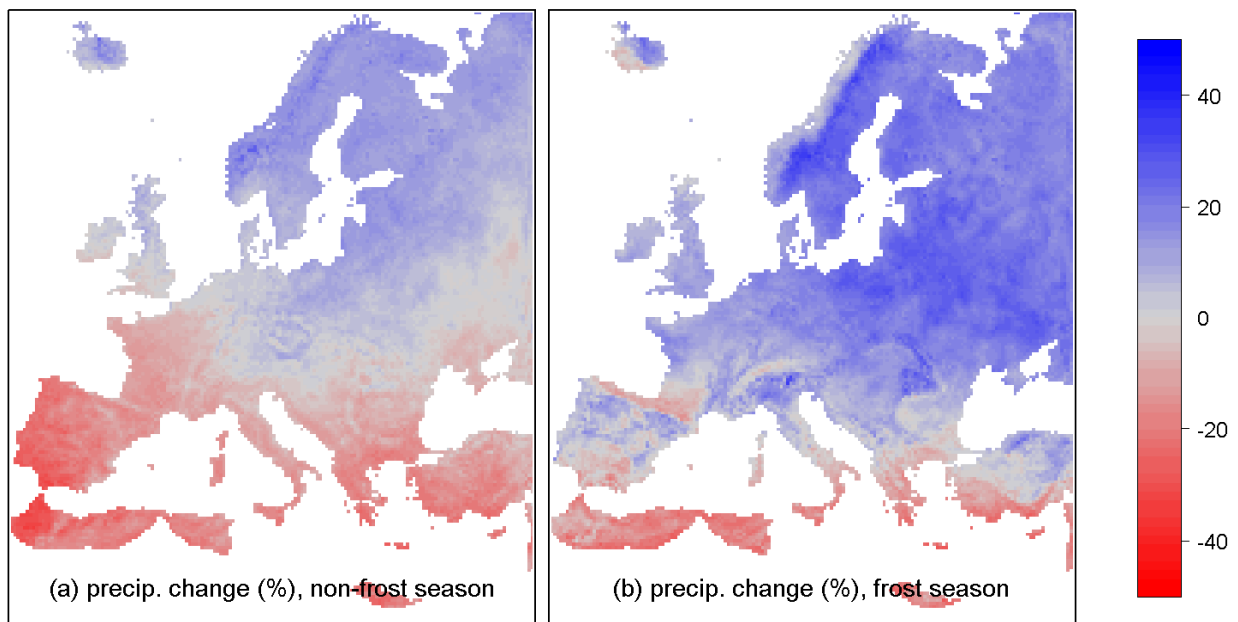 (a) precip. change (%), non-frost season
(b) precip. change (%), frost season
40
20
0
-20
-40